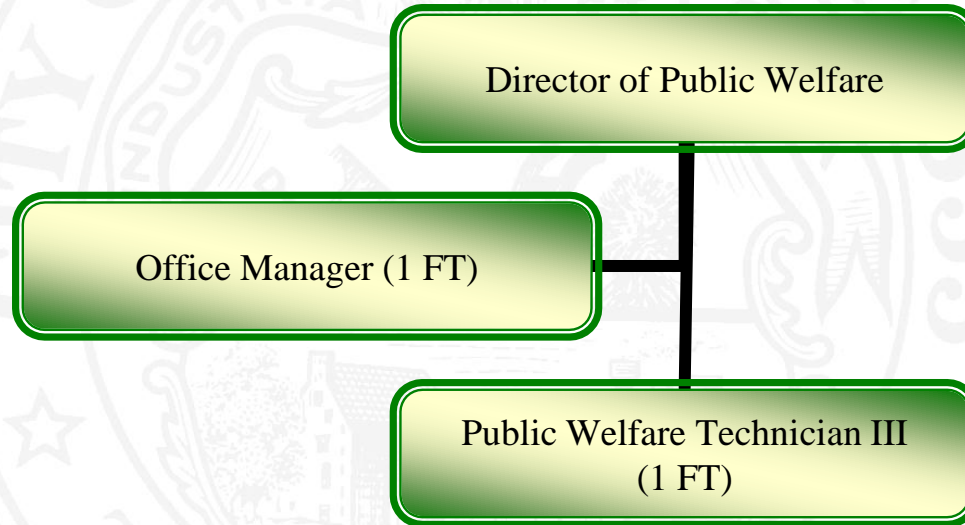 Director of Public Welfare
Office Manager (1 FT)
Public Welfare Technician III
(1 FT)